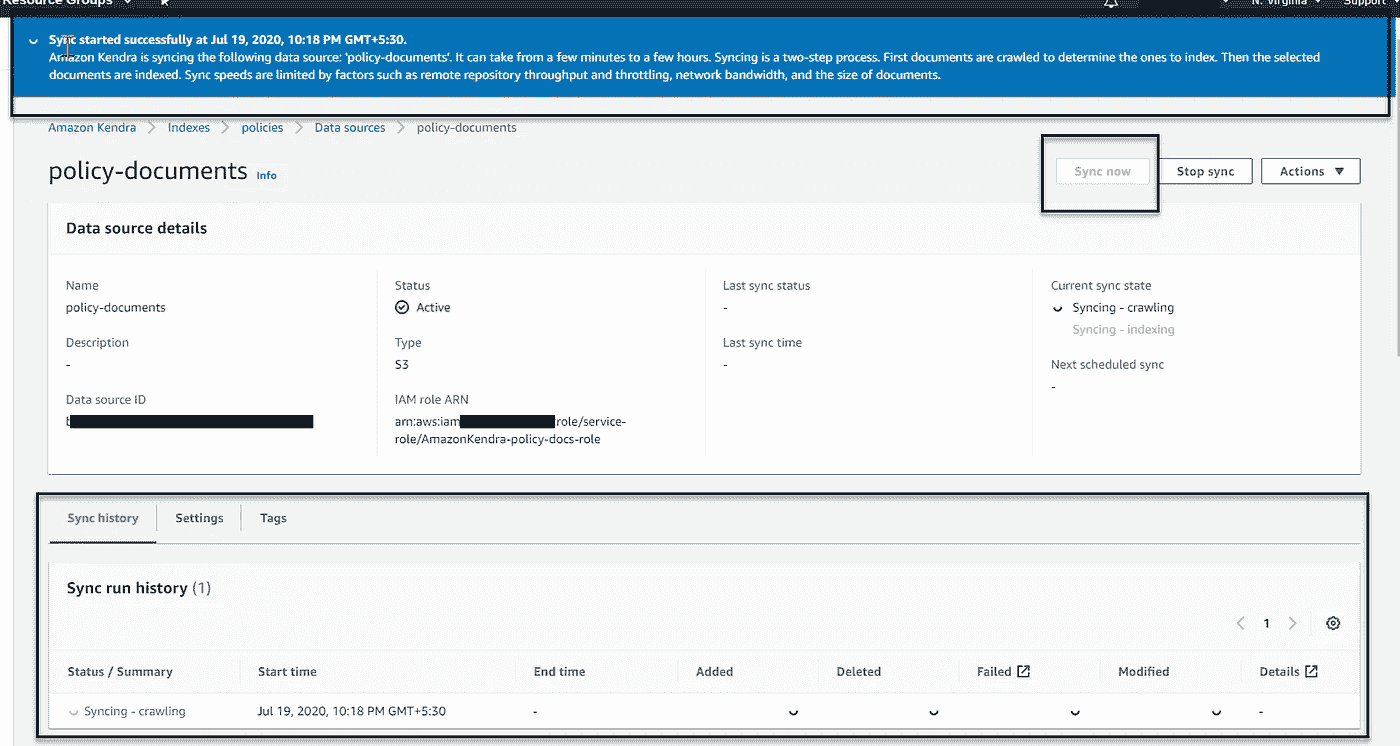 Resource Groups
N. Virginia
Support
Sync started successfully at Jul 19, 2020, 10:18 PM GMT+5:30.
Amazon Kendra is syncing the following data source: 'policy-documents'. It can take from a few minutes to a few hours. Syncing is a two-step process. First documents are crawled to determine the ones to index. Then the selected
documents are indexed. Sync speeds are limited by factors such as remote repository throughput and throttling, network bandwidth, and the size of documents.
Amazon Kendra
Indexes
policies
Data sources
policy-documents
policy-documents Info
Sync now
Stop sync
Actions
Data source details
Name
policy-documents
Description
-
Data source ID
Status
Active
Type
S3
IAM role ARN
arn:aws:iam role/service-
role/AmazonKendra-policy-docs-role
Last sync status
-
Last sync time
-
Current sync state
Syncing - crawling
Syncing - indexing
Next scheduled sync
-
Sync history
Settings
Tags
Sync run history (1)
1
Status / Summary Start time End time Added Deleted Failed Modified Details
Syncing - crawling Jul 19, 2020, 10:18 PM GMT+5:30 - -